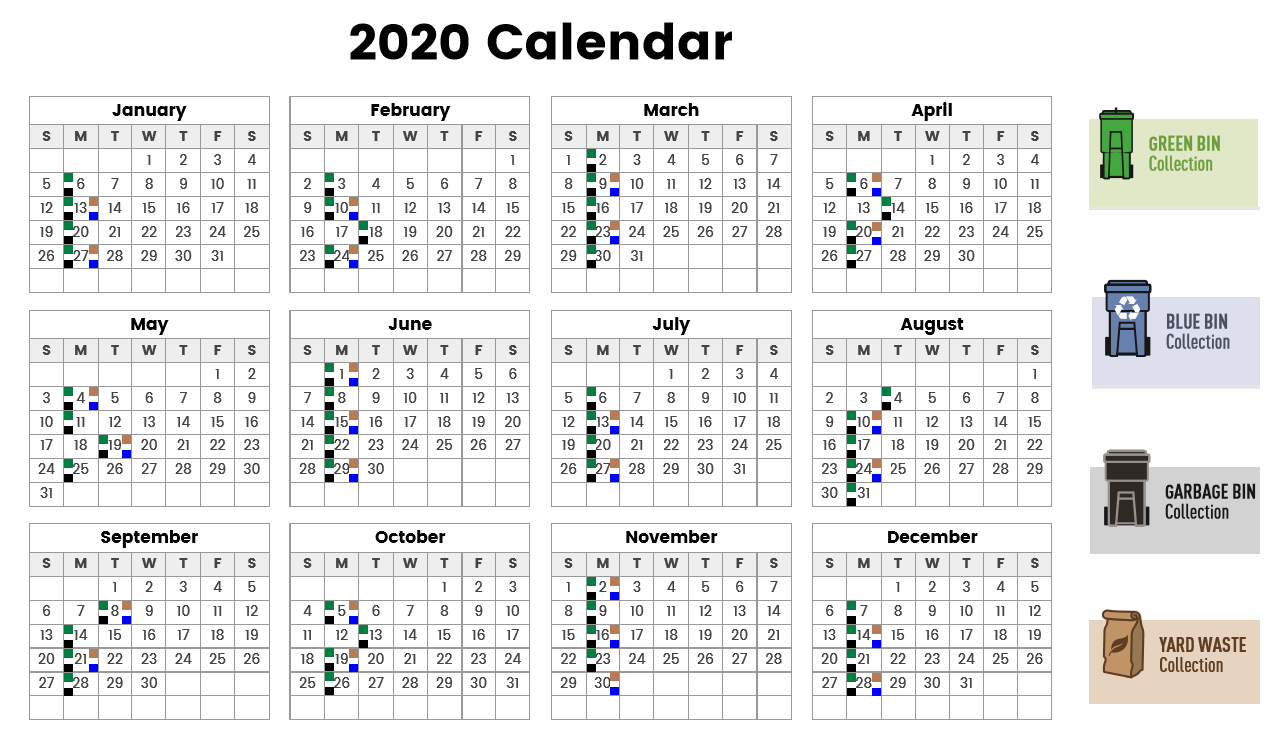 2020 Calendar
January
S M T W T F S
1 2 3 4
5 6 7 8 9 10 11
12 13 14 15 16 17 18
19 20 21 22 23 24 25
26 27 28 29 30 31
February
S M T W T F S
1
2 3 4 5 6 7 8
9 10 11 12 13 14 15
16 17 18 19 20 21 22
23 24 25 26 27 28 29
March
S M T W T F S
1 2 3 4 5 6 7
8 9 10 11 12 13 14
15 16 17 18 19 20 21
22 23 24 25 26 27 28
29 30 31
April
S M T W T F S
1 2 3 4
5 6 7 8 9 10 11
12 13 14 15 16 17 18
19 20 21 22 23 24 25
26 27 28 29 30
May
S M T W T F S
1 2
3 4 5 6 7 8 9
10 11 12 13 14 15 16
17 18 19 20 21 22 23
24 25 26 27 28 29 30
31
June
S M T W T F S
1 2 3 4 5 6
7 8 9 10 11 12 13
14 15 16 17 18 19 20
21 22 23 24 25 26 27
28 29 30
July
S M T W T F S
1 2 3 4
5 6 7 8 9 10 11
12 13 14 15 16 17 18
19 20 21 22 23 24 25
26 27 28 29 30 31
August
S M T W T F S
1
2 3 4 5 6 7 8
9 10 11 12 13 14 15
16 17 18 19 20 21 22
23 24 25 26 27 28 29
30 31
September
S M T W T F S
1 2 3 4 5
6 7 8 9 10 11 12
13 14 15 16 17 18 19
20 21 22 23 24 25 26
27 28 29 30
October
S M T W T F S
1 2 3
4 5 6 7 8 9 10
11 12 13 14 15 16 17
18 19 20 21 22 23 24
25 26 27 28 29 30 31
November
S M T W T F S
1 2 3 4 5 6 7
8 9 10 11 12 13 14
15 16 17 18 19 20 21
22 23 24 25 26 27 28
29 30
December
S M T W T F S
1 2 3 4 5
6 7 8 9 10 11 12
13 14 15 16 17 18 19
20 21 22 23 24 25 26
27 28 29 30 31
GREEN BIN
Collection
BLUE BIN
Collection
GARBAGE BIN
Collection
YARD WASTE
Collection